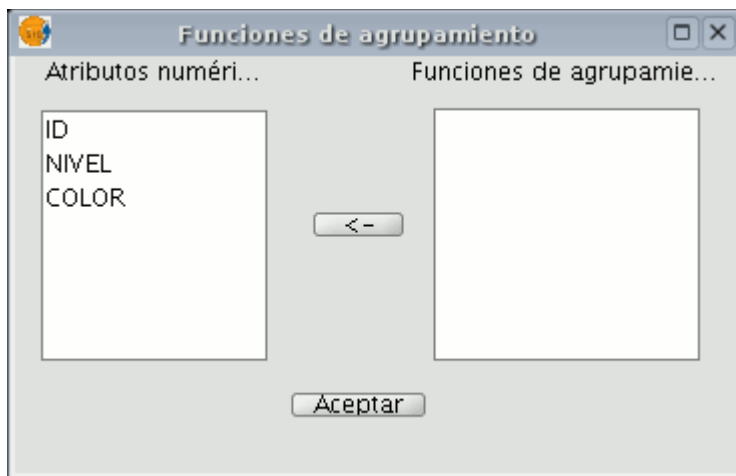 Funciones de agrupamiento
Atributos numéri...
Funciones de agrupamie...
ID
NIVEL
COLOR
<-
Aceptar